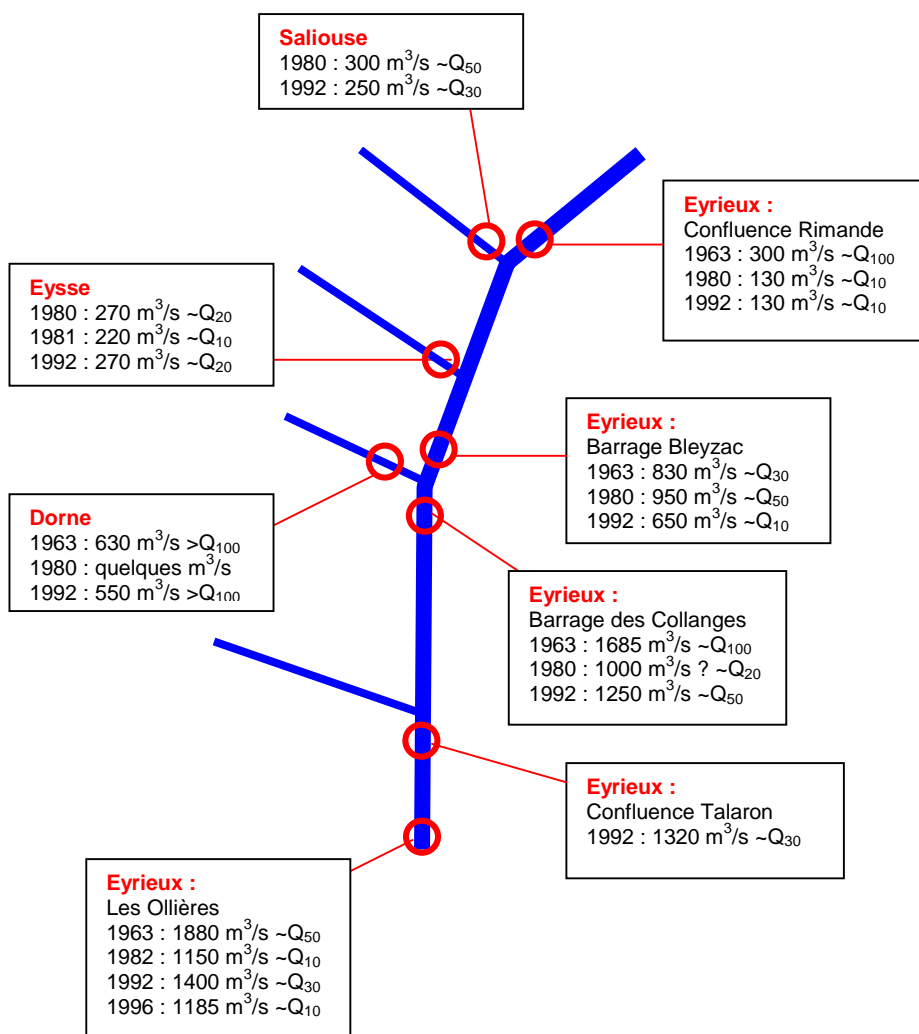 Saliouse
1980 : 300 m³/s ~Q₅₀
1992 : 250 m³/s ~Q₃₀
Eyrieux :
Confluence Rimande
1963 : 300 m³/s ~Q₁₀₀
1980 : 130 m³/s ~Q₁₀
1992 : 130 m³/s ~Q₁₀
Eysse
1980 : 270 m³/s ~Q₂₀
1981 : 220 m³/s ~Q₁₀
1992 : 270 m³/s ~Q₂₀
Eyrieux :
Barrage Bleyzac
1963 : 830 m³/s ~Q₃₀
1980 : 950 m³/s ~Q₅₀
1992 : 650 m³/s ~Q₁₀
Dorne
1963 : 630 m³/s >Q₁₀₀
1980 : quelques m³/s
1992 : 550 m³/s >Q₁₀₀
Eyrieux :
Barrage des Collanges
1963 : 1685 m³/s ~Q₁₀₀
1980 : 1000 m³/s ? ~Q₂₀
1992 : 1250 m³/s ~Q₅₀
Eyrieux :
Confluence Talaron
1992 : 1320 m³/s ~Q₃₀
Eyrieux :
Les Ollières
1963 : 1880 m³/s ~Q₅₀
1982 : 1150 m³/s ~Q₁₀
1992 : 1400 m³/s ~Q₃₀
1996 : 1185 m³/s ~Q₁₀